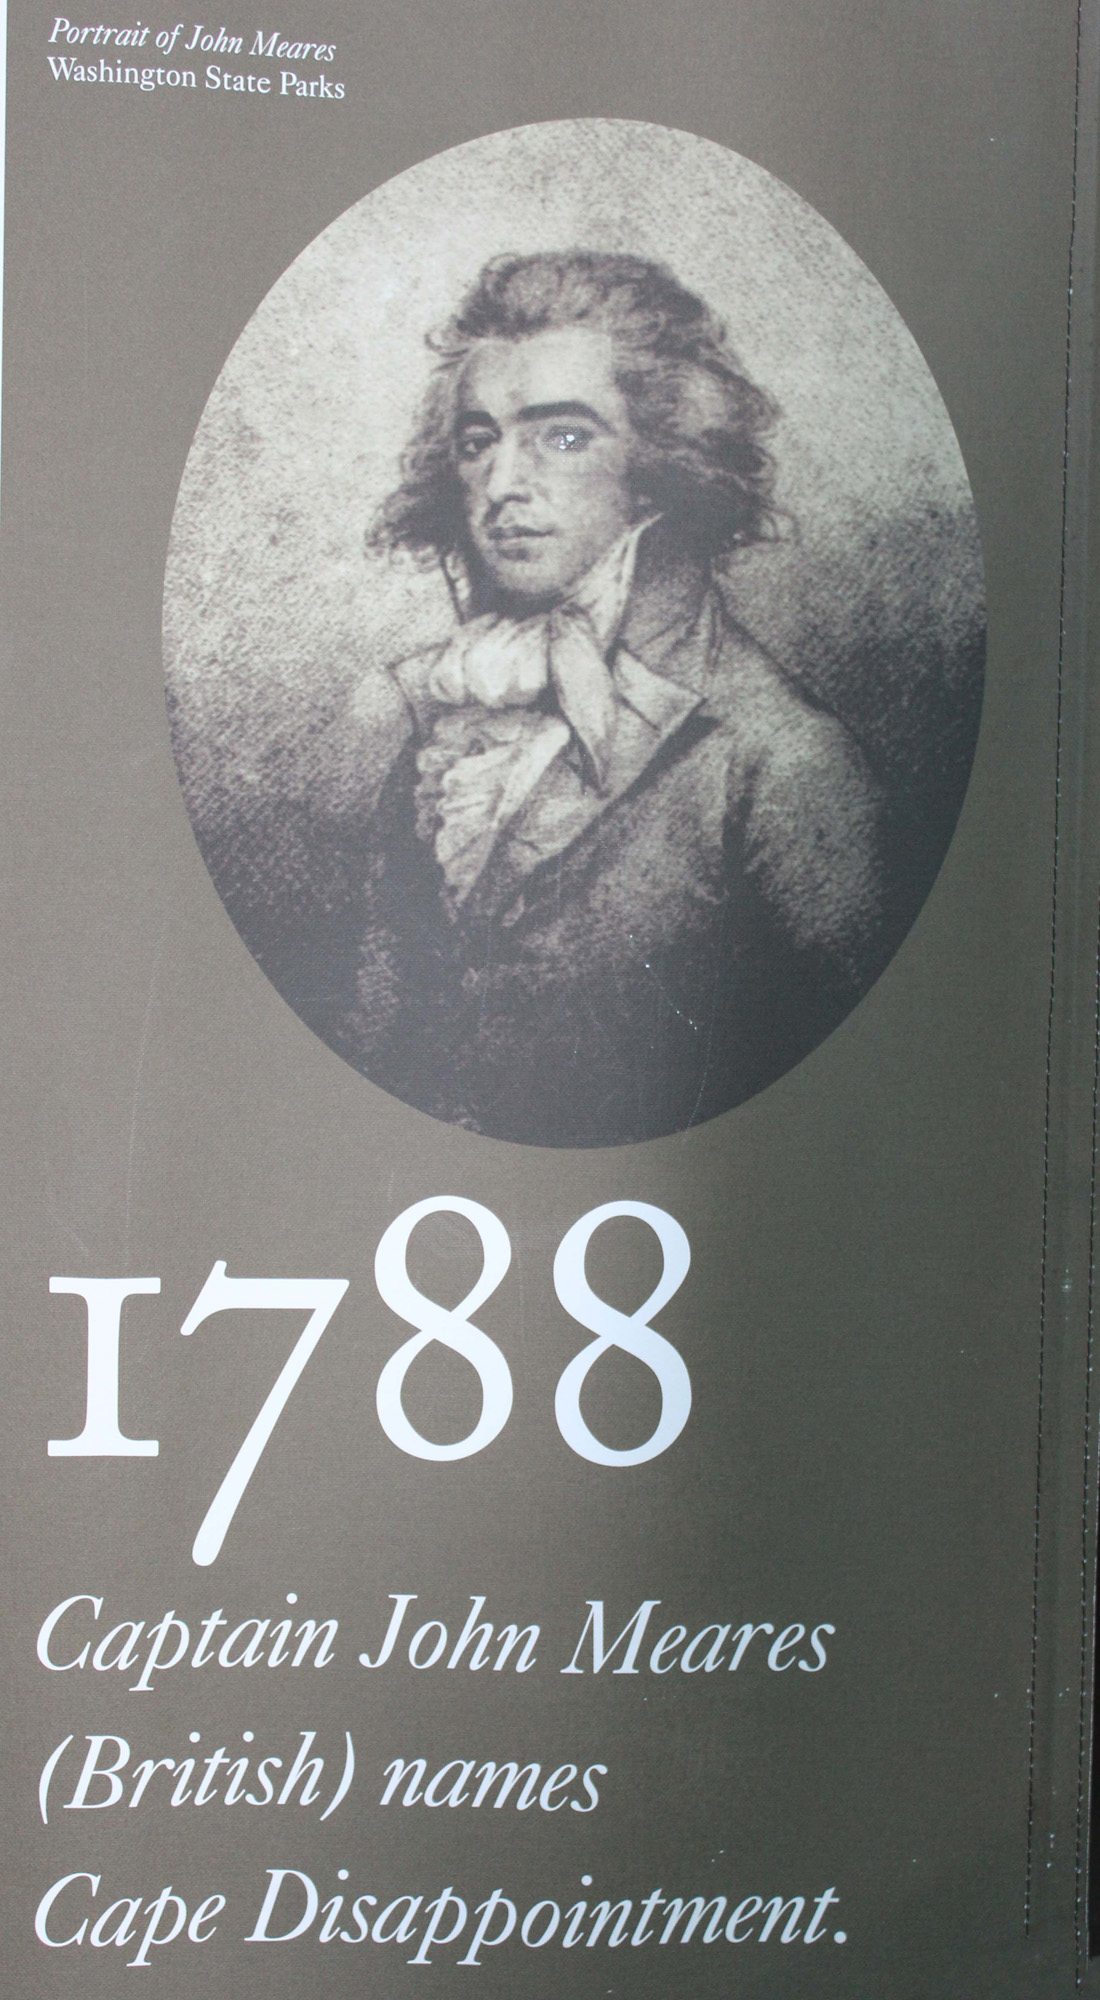 Portrait of John Meares
Washington State Parks
1788
Captain John Meares
(British) names
Cape Disappointment.